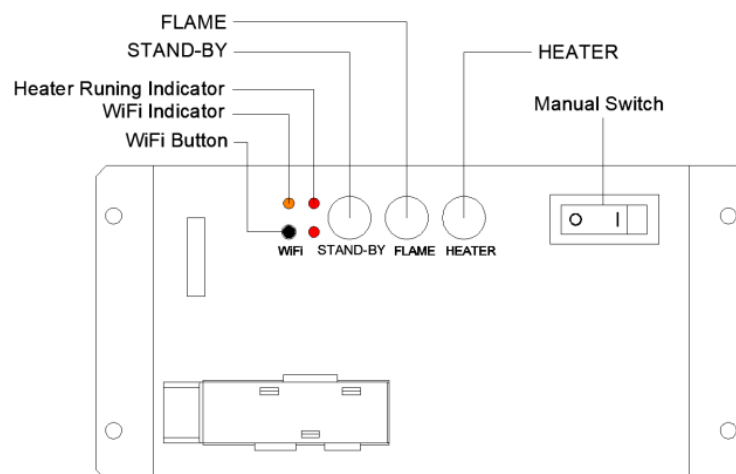 FLAME
STAND-BY
HEATER
Heater Runing Indicator
WiFi Indicator
Manual Switch
WiFi Button
O I
WiFi STAND-BY FLAME HEATER